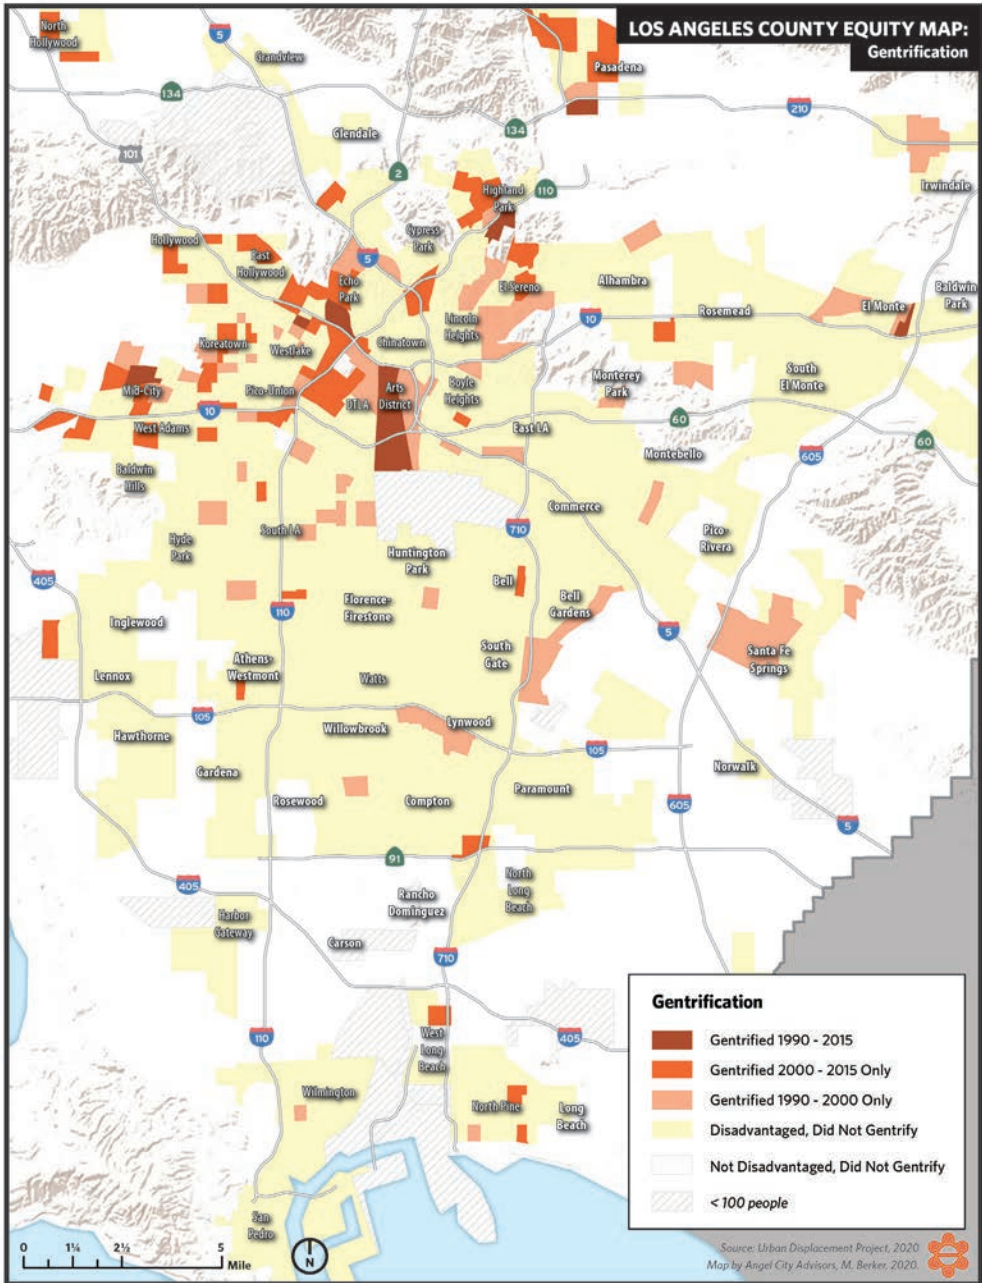 LOS ANGELES COUNTY EQUITY MAP:
Gentrification
North
Hollywood
5
Grandview
Pasadena
134
210
Glendale
134
101
2
Highland
Park
110
Irwindale
Cypress
Park
Hollywood
East
Hollywood
5
Echo
Park
El Sereno
Alhambra
Baldwin
Park
El Monte
Rosemead
Lincoln
Heights
10
Koreatown
Westlake
Chinatown
South
El Monte
Monterey
Park
Mid-City
Pico-Union
Arts
District
Boyle
Heights
DTLA
10
60
West Adams
East LA
60
Montebello
605
Baldwin
Hills
Commerce
South LA
710
Pico-
Rivera
Hyde
Park
Huntington
Park
405
Bell
Bell
Gardens
Florence-
Firestone
110
Inglewood
5
South
Gate
Santa Fe
Springs
Athens-
Westmont
Lennox
Watts
105
Willowbrook
Lynwood
Hawthorne
105
Norwalk
Gardena
Paramount
Rosewood
Compton
605
5
91
405
North
Long
Beach
Rancho
Dominguez
Harbor
Gateway
Carson
710
110
405
West
Long
Beach
Wilmington
North Pine
Long
Beach
San
Pedro
Gentrification
Gentrified 1990 - 2015
Gentrified 2000 - 2015 Only
Gentrified 1990 - 2000 Only
Disadvantaged, Did Not Gentrify
Not Disadvantaged, Did Not Gentrify
< 100 people
0 1¼ 2½ 5
Mile
N
Source: Urban Displacement Project, 2020
Map by Angel City Advisors, M. Berker, 2020.